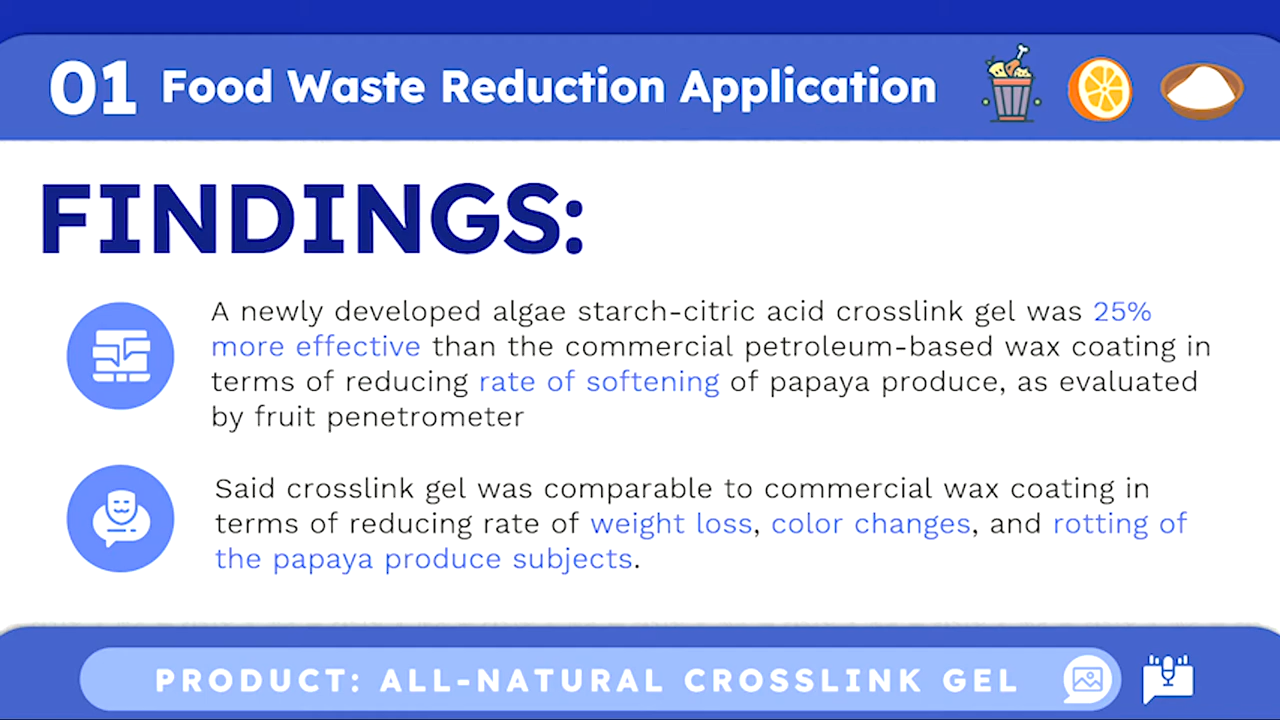 01 Food Waste Reduction Application
FINDINGS:
A newly developed algae starch-citric acid crosslink gel was 25%
more effective than the commercial petroleum-based wax coating in
terms of reducing rate of softening of papaya produce, as evaluated
by fruit penetrometer
Said crosslink gel was comparable to commercial wax coating in
terms of reducing rate of weight loss, color changes, and rotting of
the papaya produce subjects.
PRODUCT: ALL-NATURAL CROSSLINK GEL